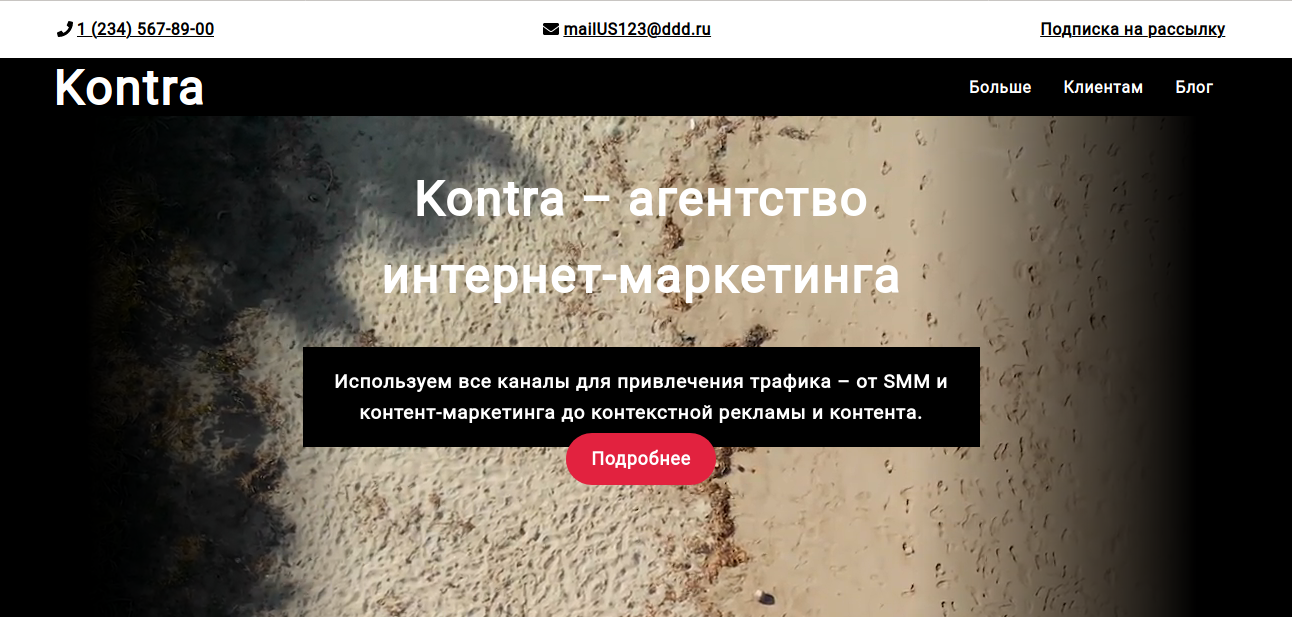 1 (234) 567-89-00
mailUS123@ddd.ru
Подписка на рассылку
Kontra
Больше
Клиентам
Блог
Kontra – агентство
интернет-маркетинга
Используем все каналы для привлечения трафика – от SMM и
контент-маркетинга до контекстной рекламы и контента.
Подробнее